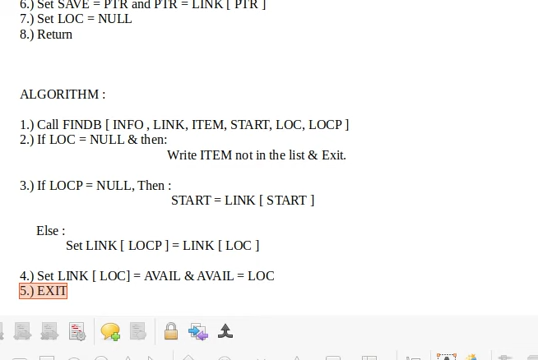 6.) Set SAVE = PTR and PTR = LINK [ PTR ]
7.) Set LOC = NULL
8.) Return
ALGORITHM :
1.) Call FINDB [ INFO , LINK, ITEM, START, LOC, LOCP ]
2.) If LOC = NULL & then:
Write ITEM not in the list & Exit.
3.) If LOCP = NULL, Then :
START = LINK [ START ]
Else :
Set LINK [ LOCP ] = LINK [ LOC ]
4.) Set LINK [ LOC] = AVAIL & AVAIL = LOC
5.) EXIT